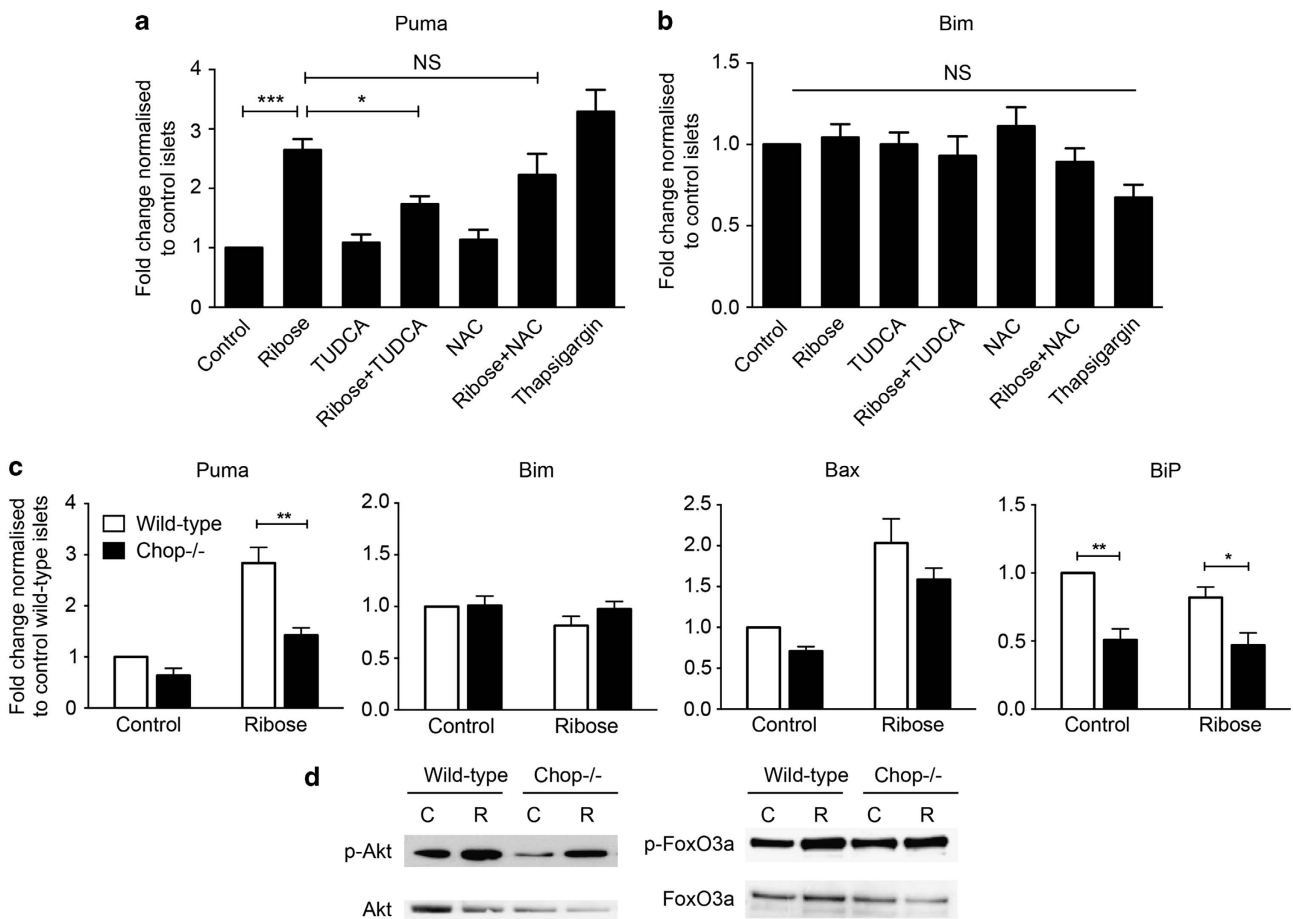 a
Puma
Fold change normalised
to control islets
4
3
2
1
0
***
*
NS
Control
Ribose
TUDCA
Ribose+TUDCA
NAC
Ribose+NAC
Thapsigargin
b
Bim
Fold change normalised
to control islets
1.5
1.0
0.5
0.0
NS
Control
Ribose
TUDCA
Ribose+TUDCA
NAC
Ribose+NAC
Thapsigargin
c
Fold change normalised
to control wild-type islets
Puma
4
3
2
1
0
Wild-type
Chop-/-
**
Control
Ribose
Bim
2.0
1.5
1.0
0.5
0.0
Control
Ribose
Bax
2.5
2.0
1.5
1.0
0.5
0.0
Control
Ribose
BiP
1.5
1.0
0.5
0.0
**
*
Control
Ribose
d
Wild-type Chop-/-
C R C R
p-Akt
Akt
Wild-type Chop-/-
C R C R
p-FoxO3a
FoxO3a